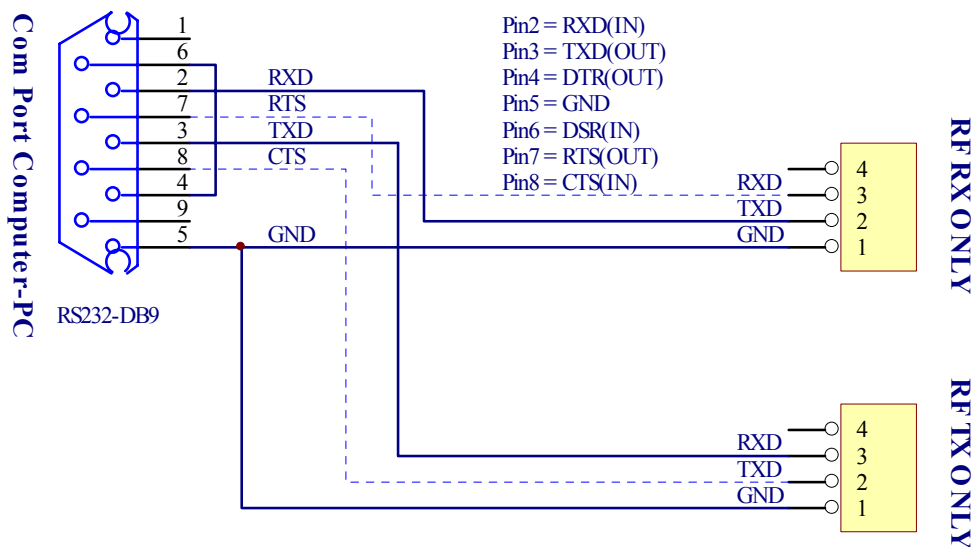 Com Port Computer-PC
1
6
2
7
3
8
4
9
5
RXD
RTS
TXD
CTS
GND
RS232-DB9
Pin2 = RXD(IN)
Pin3 = TXD(OUT)
Pin4 = DTR(OUT)
Pin5 = GND
Pin6 = DSR(IN)
Pin7 = RTS(OUT)
Pin8 = CTS(IN)
RXD
TXD
GND
4
3
2
1
RF RX ONLY
RXD
TXD
GND
4
3
2
1
RF TX ONLY